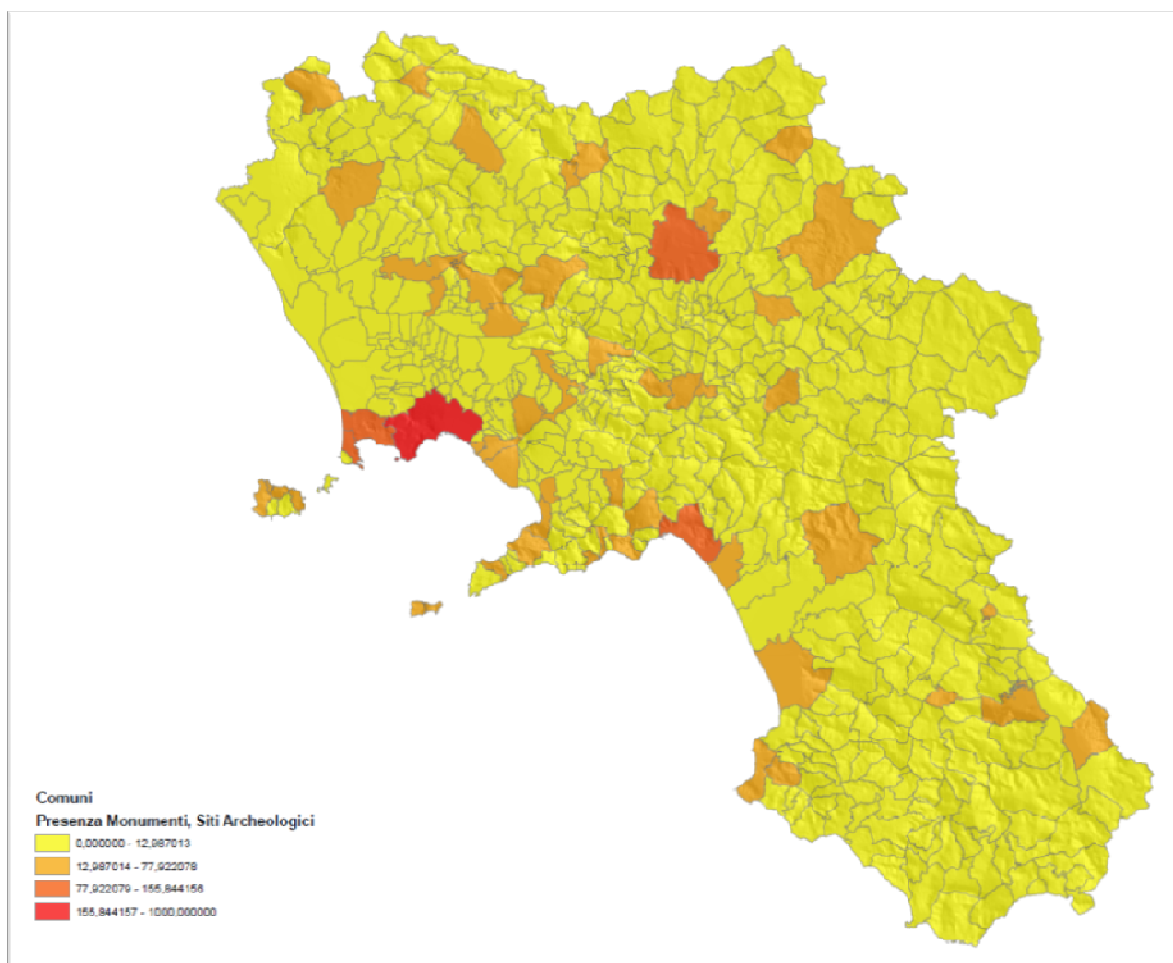 Comuni
Presenza Monumenti, Siti Archeologici
0,000000 - 12,987013
12,987014 - 77,922078
77,922079 - 155,844156
155,844157 - 1000,000000